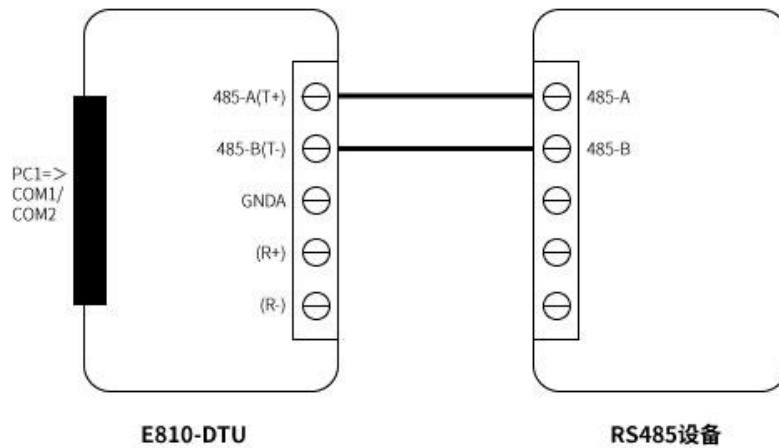 485-A(T+)
485-A
485-B(T-)
485-B
PC1=>
COM1/
COM2
GNDA
(R+)
(R-)
E810-DTU
RS485设备